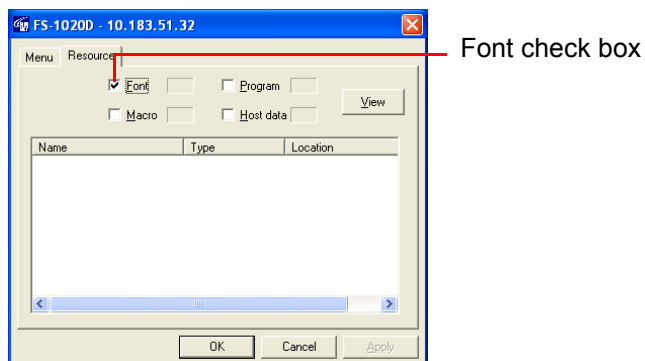 FS-1020D - 10.183.51.32
Font check box
Menu Resource
Font Program
View
Macro Host data
Name Type Location
OK Cancel Apply